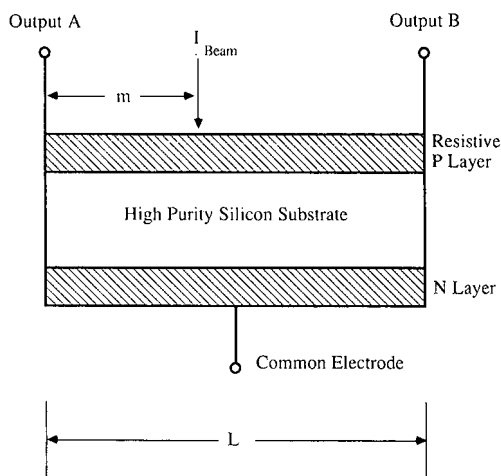 Output A
Output B
I
Beam
m
Resistive
P Layer
High Purity Silicon Substrate
N Layer
Common Electrode
L